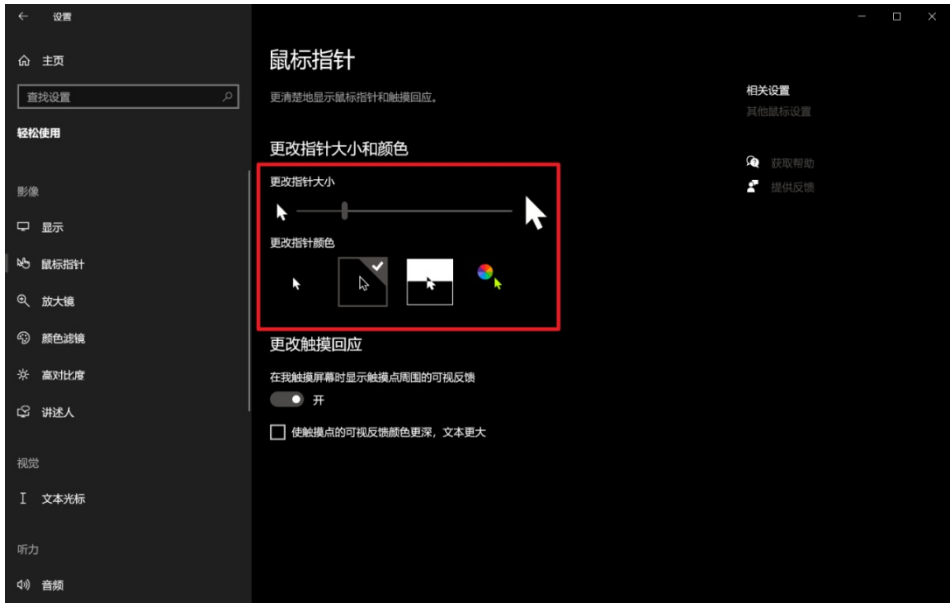 设置
主页
查找设置
轻松使用
影像
显示
鼠标指针
放大镜
颜色滤镜
高对比度
讲述人
视觉
文本光标
听力
音频
鼠标指针
更清楚地显示鼠标指针和触摸回应。
更改指针大小和颜色
更改指针大小
更改指针颜色
更改触摸回应
在我触摸屏幕时显示触摸点周围的可视反馈
开
使触摸点的可视反馈颜色更深，文本更大
相关设置
其他鼠标设置
获取帮助
提供反馈